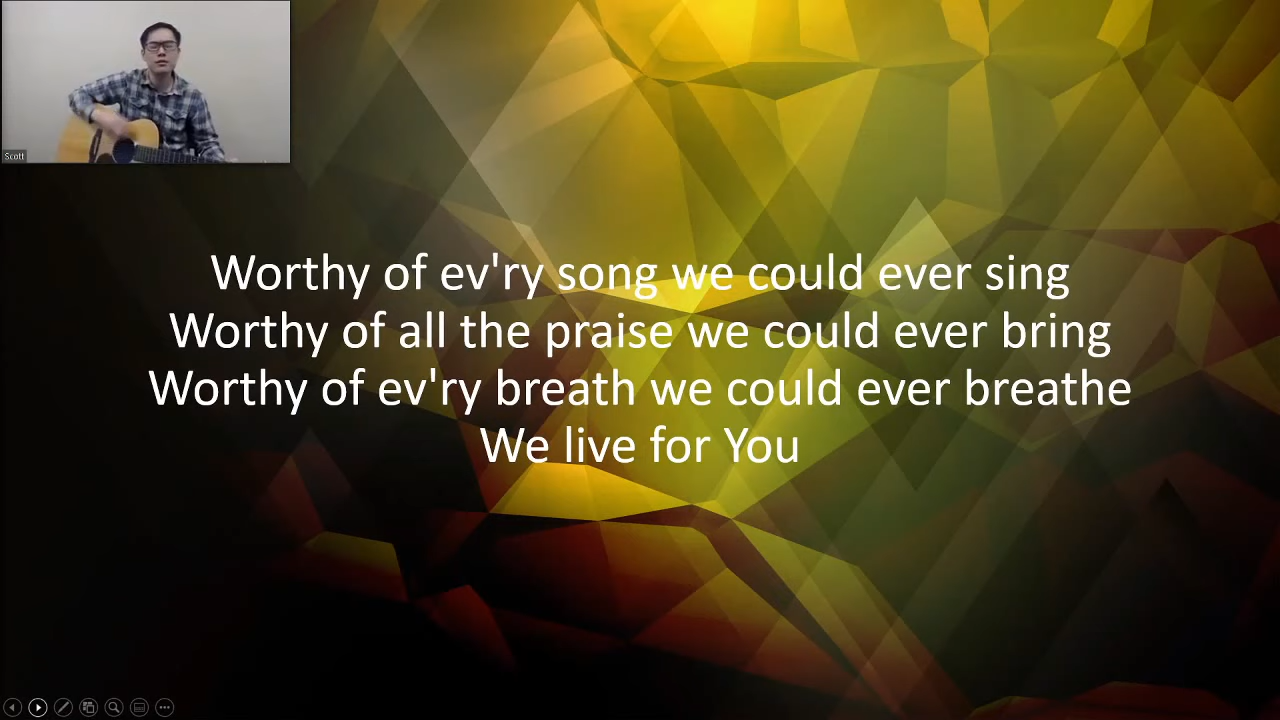 Scott
Worthy of ev'ry song we could ever sing
Worthy of all the praise we could ever bring
Worthy of ev'ry breath we could ever breathe
We live for You